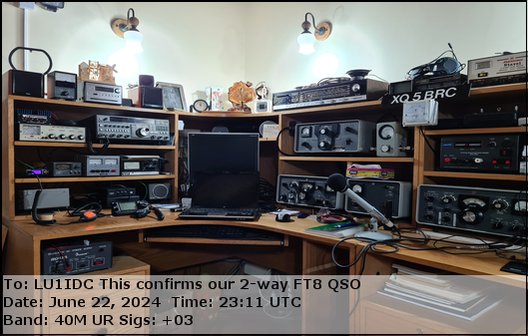 XQ 5 BRC
To: LU1IDC This confirms our 2-way FT8 QSO
Date: June 22, 2024 Time: 23:11 UTC
Band: 40M UR Sigs: +03